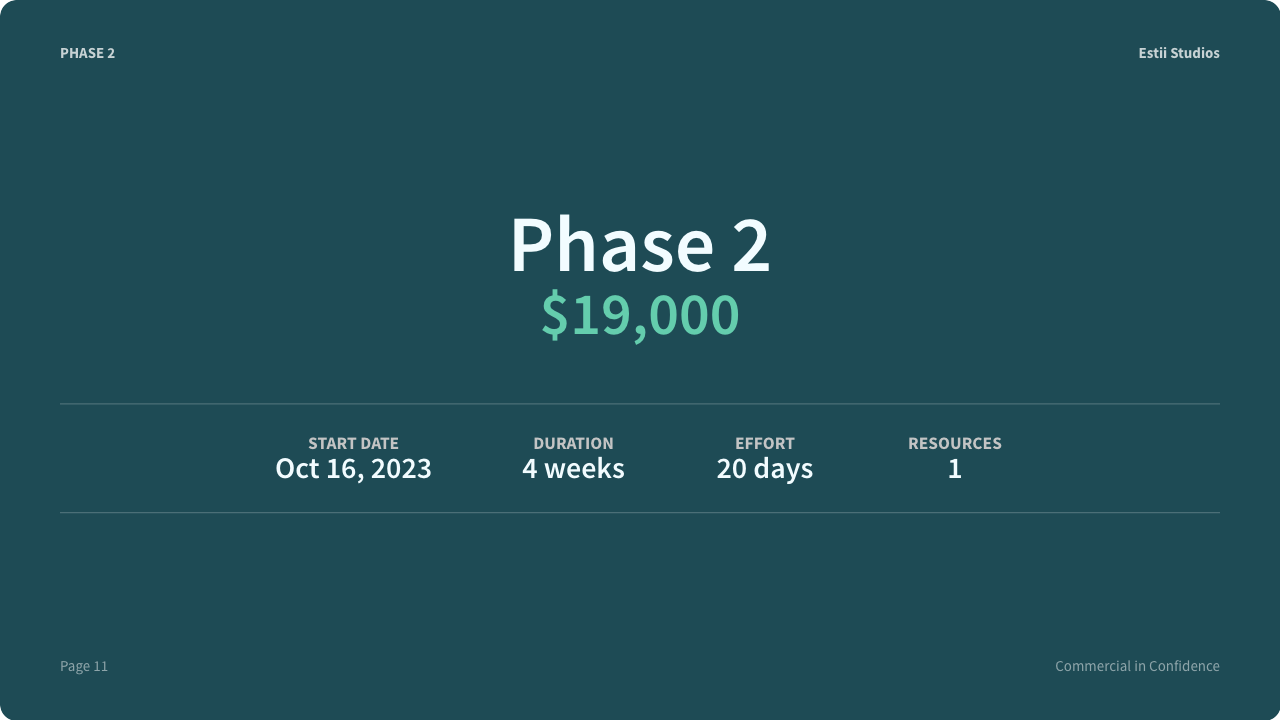 PHASE 2
Estii Studios
Phase 2
$19,000
START DATE
Oct 16, 2023
DURATION
4 weeks
EFFORT
20 days
RESOURCES
1
Page 11
Commercial in Confidence